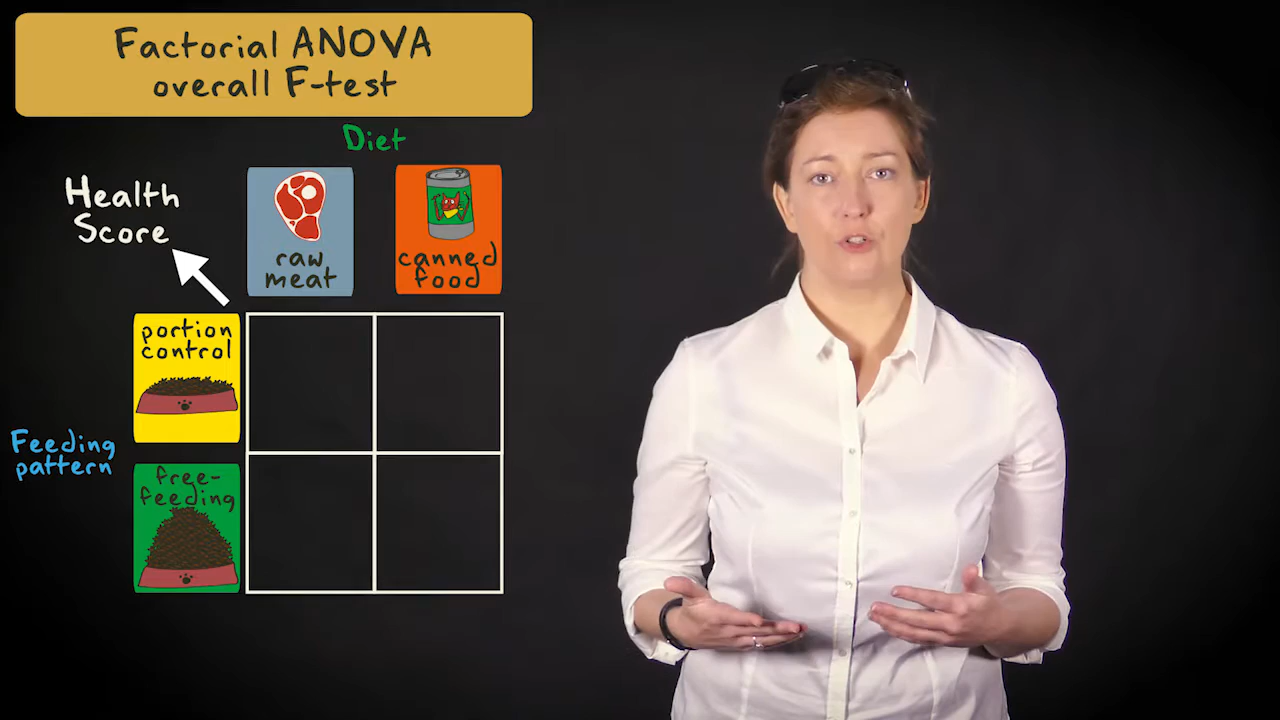 Factorial ANOVA
overall F-test
Diet
Health
Score
raw
meat
canned
food
portion
control
Feeding
pattern
free-
feeding